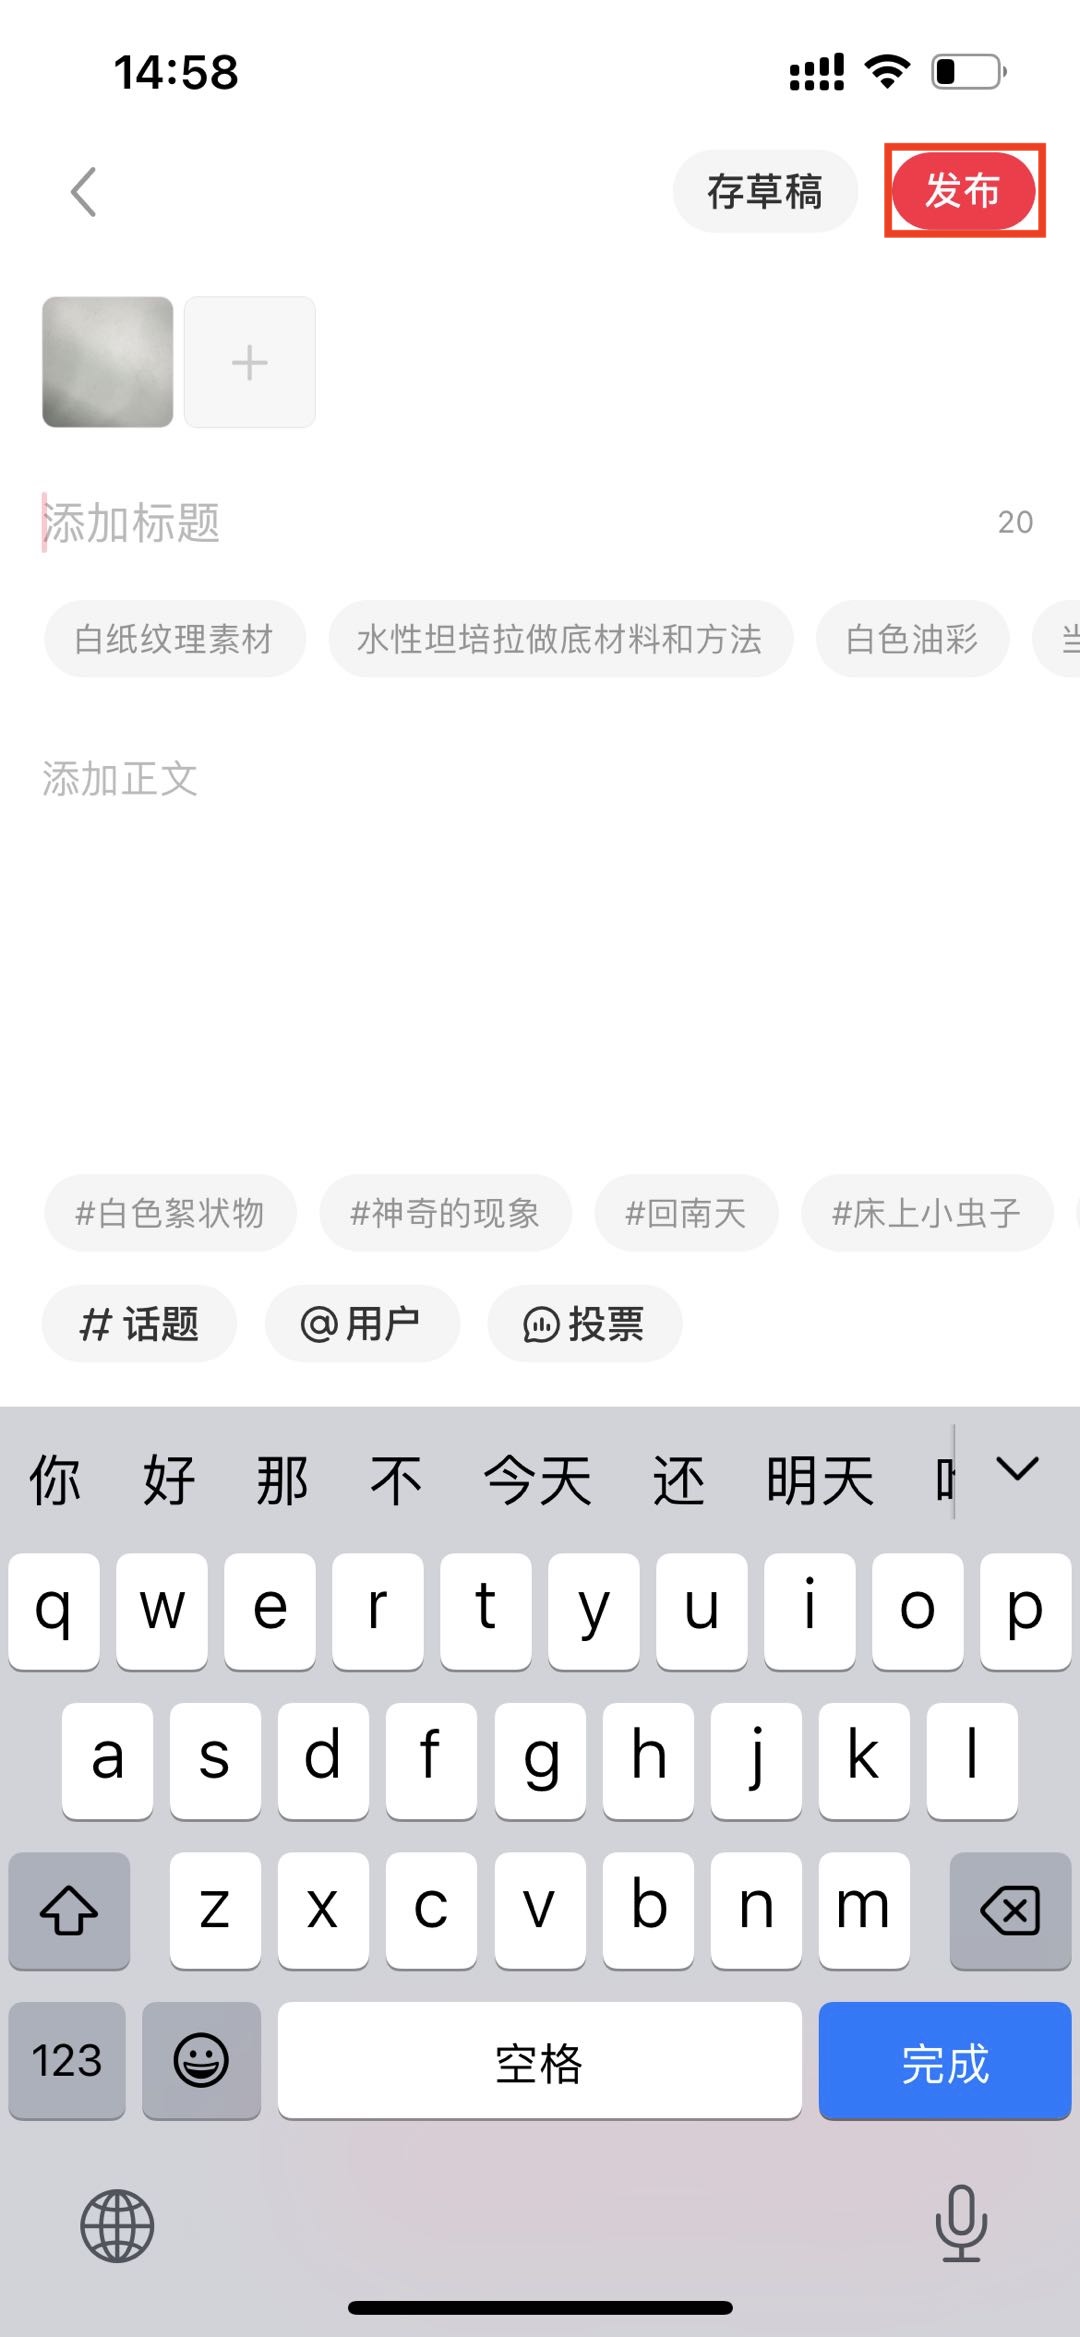 14:58
存草稿
发布
添加标题
20
白纸纹理素材
水性坦培拉做底材料和方法
白色油彩
添加正文
#白色絮状物
#神奇的现象
#回南天
#床上小虫子
# 话题
@用户
投票
你 好 那 不 今天 还 明天
q w e r t y u i o p
a s d f g h j k l
z x c v b n m
123
空格
完成